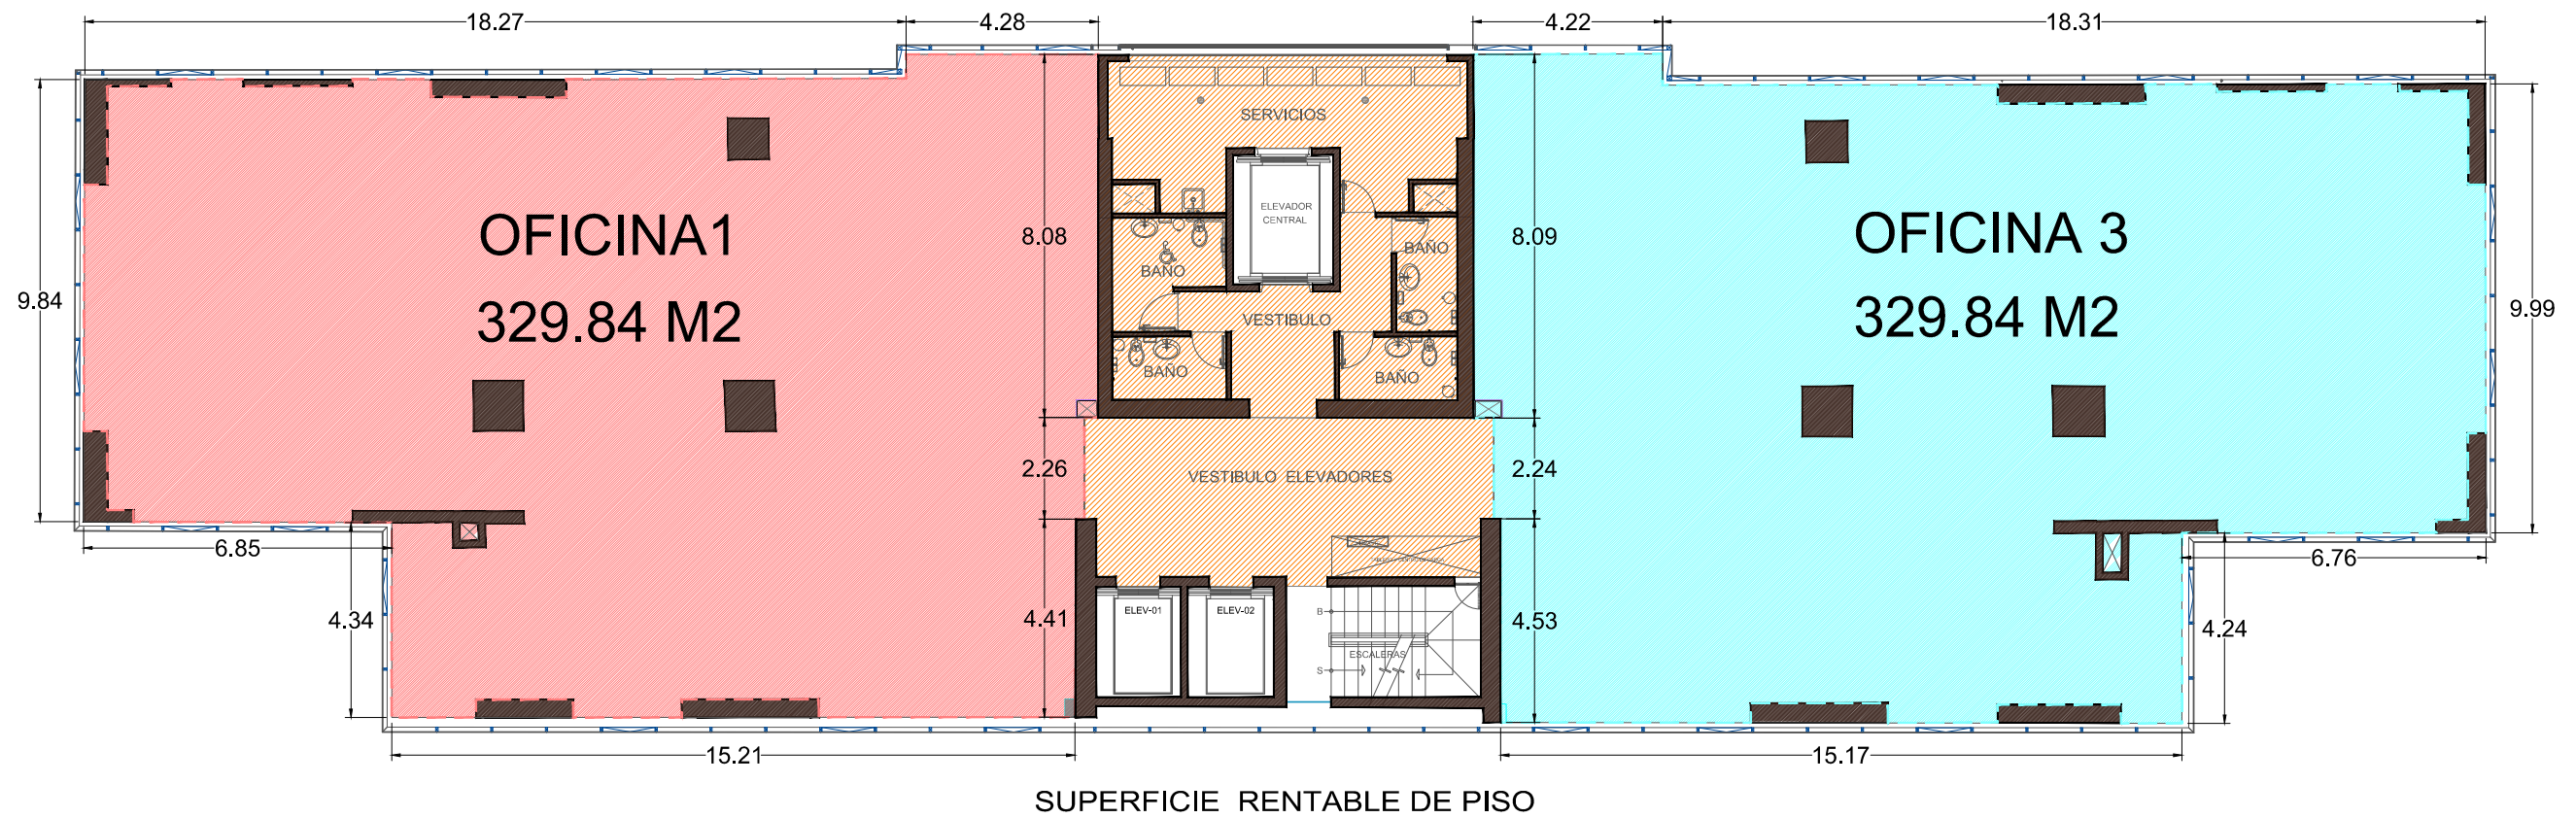 18.27
4.28
4.22
18.31
SERVICIOS
ELEVADOR
CENTRAL
OFICINA1
329.84 M2
OFICINA 3
329.84 M2
8.08
8.09
BAÑO
BAÑO
9.84
9.99
VESTIBULO
BAÑO
BAÑO
2.26
VESTIBULO ELEVADORES
2.24
6.85
6.76
4.34
4.41
ELEV-01
ELEV-02
B
4.53
4.24
ESCALERAS
S
15.21
15.17
SUPERFICIE RENTABLE DE PISO